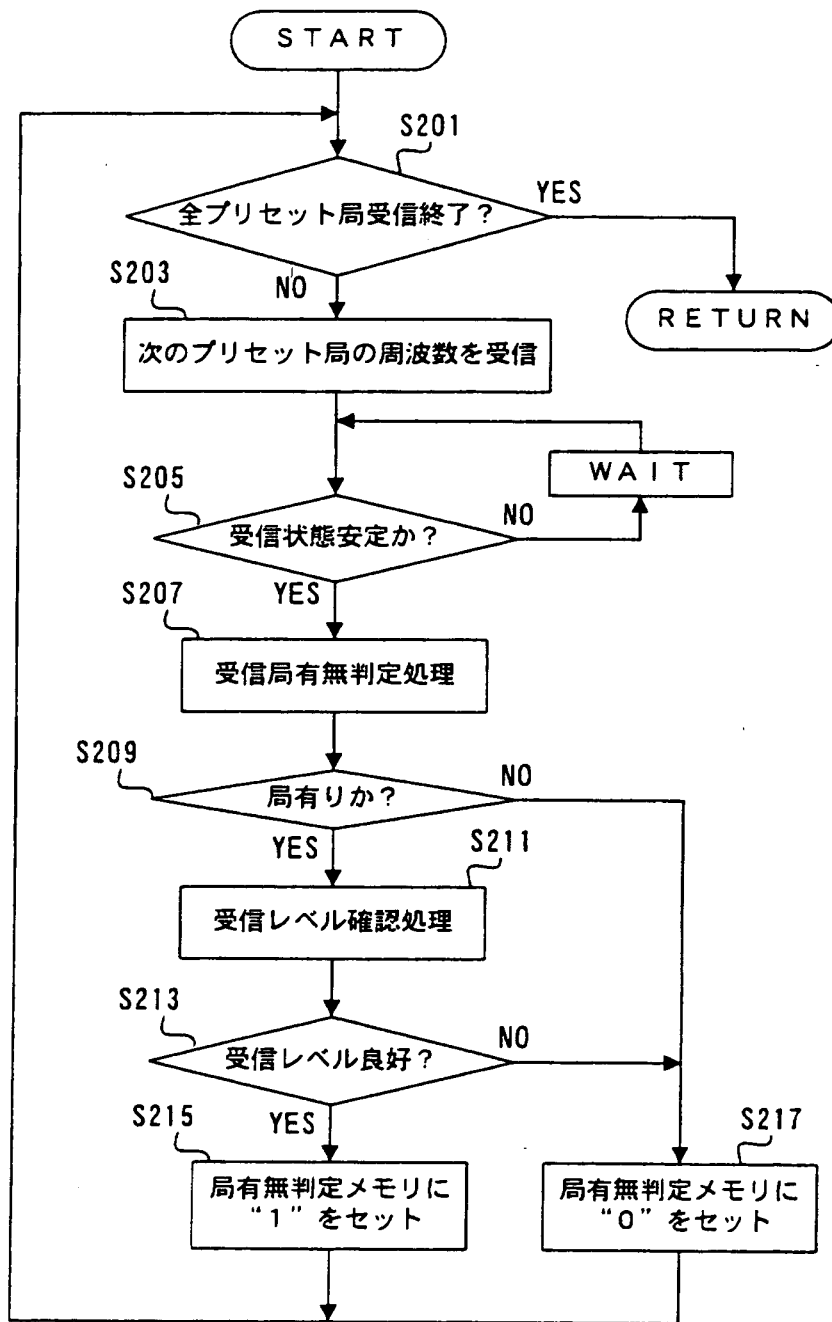 START
S201
全プリセット局受信終了?
YES
NO
S203
RETURN
次のプリセット局の周波数を受信
WAIT
S205
受信状態安定か?
NO
YES
S207
受信局有無判定処理
S209
局有りか?
NO
YES
S211
受信レベル確認処理
S213
受信レベル良好?
NO
YES
S215
局有無判定メモリに
“1”をセット
S217
局有無判定メモリに
“0”をセット